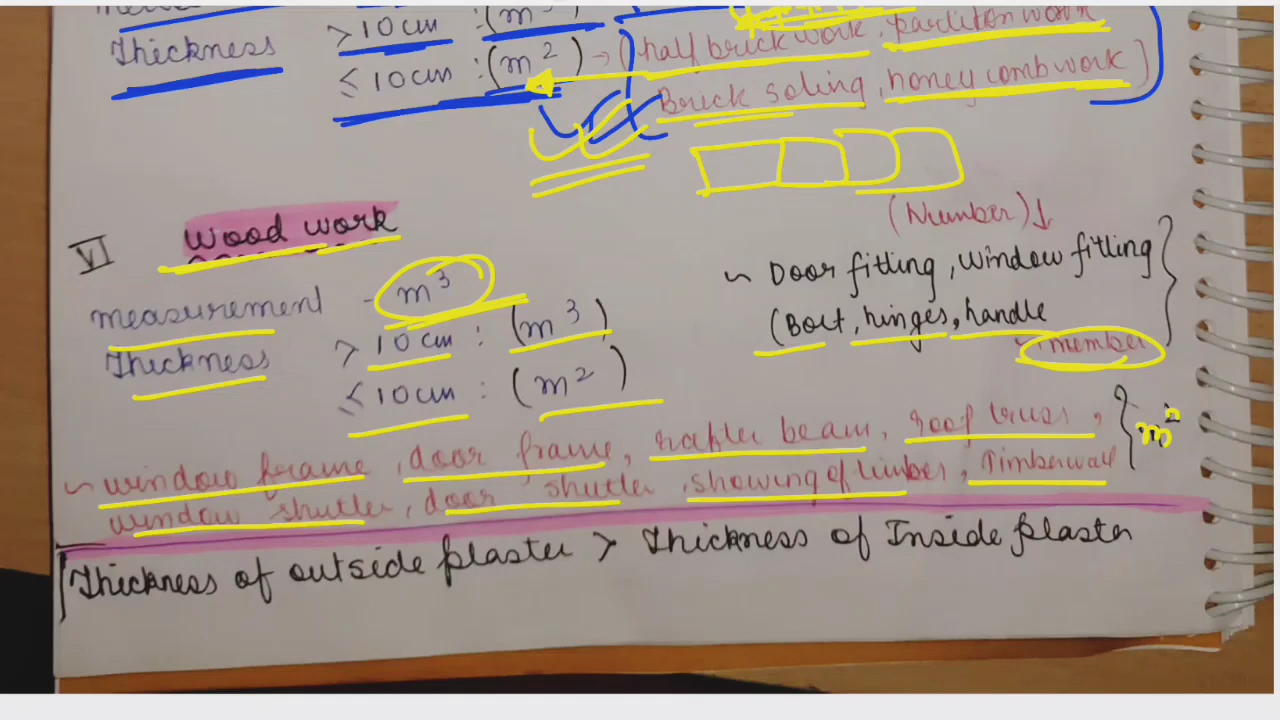 Thickness > 10 cm : (m³)
≤ 10 cm : (m²) → (half brick work, partition work
Brick soling, honey comb work)
(Number) ↓
VI Wood work
~ Door fitting, window fitting
measurement - m³
(Bolt, hinges, handle
Thickness > 10 cm : (m³)
~ member
≤ 10 cm : (m²)
~ window frame, door frame, rafter beam, roof truss,
m²
window shutter, door shutter, showing of timber, Timberwall
Thickness of outside plaster > Thickness of Inside plaster